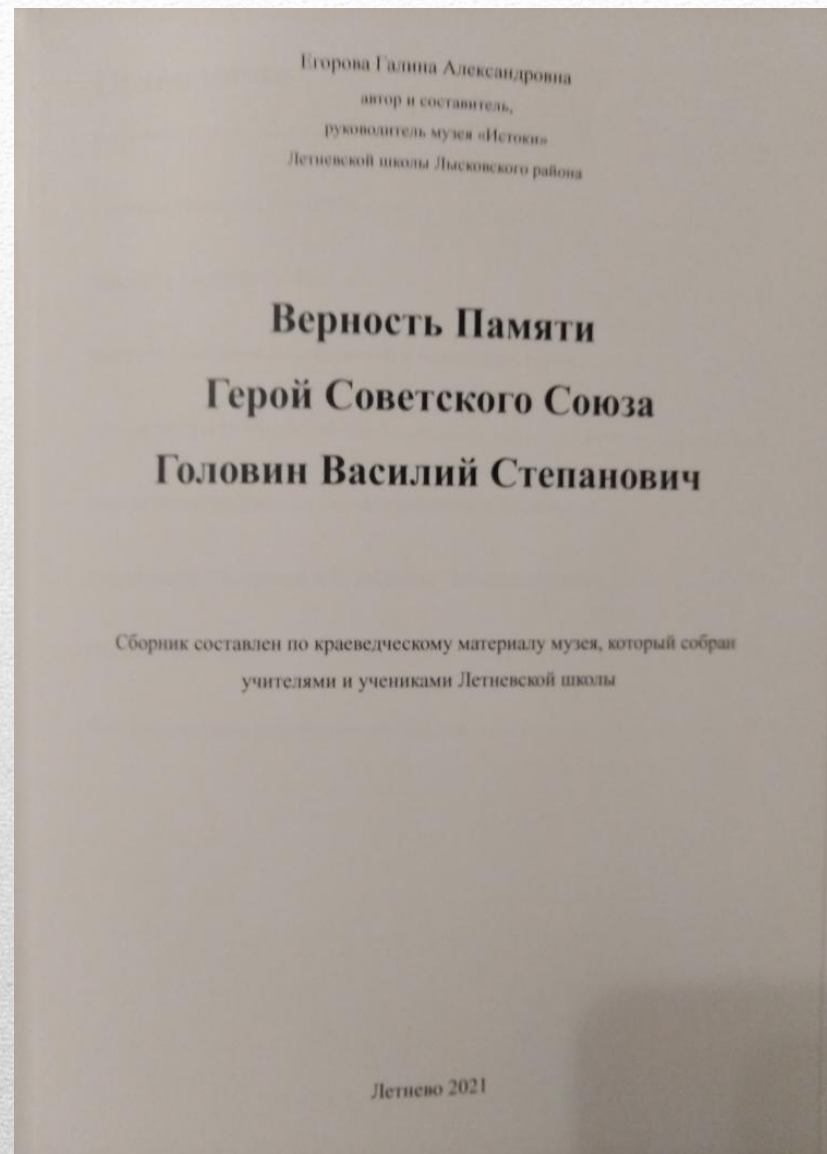 Егорова Галина Александровна
автор и составитель,
руководитель музея «Истоки»
Летневской школы Лысковского района
Верность Памяти
Герой Советского Союза
Головин Василий Степанович
Сборник составлен по краеведческому материалу музея, который собран
учителями и учениками Летневской школы
Летнево 2021